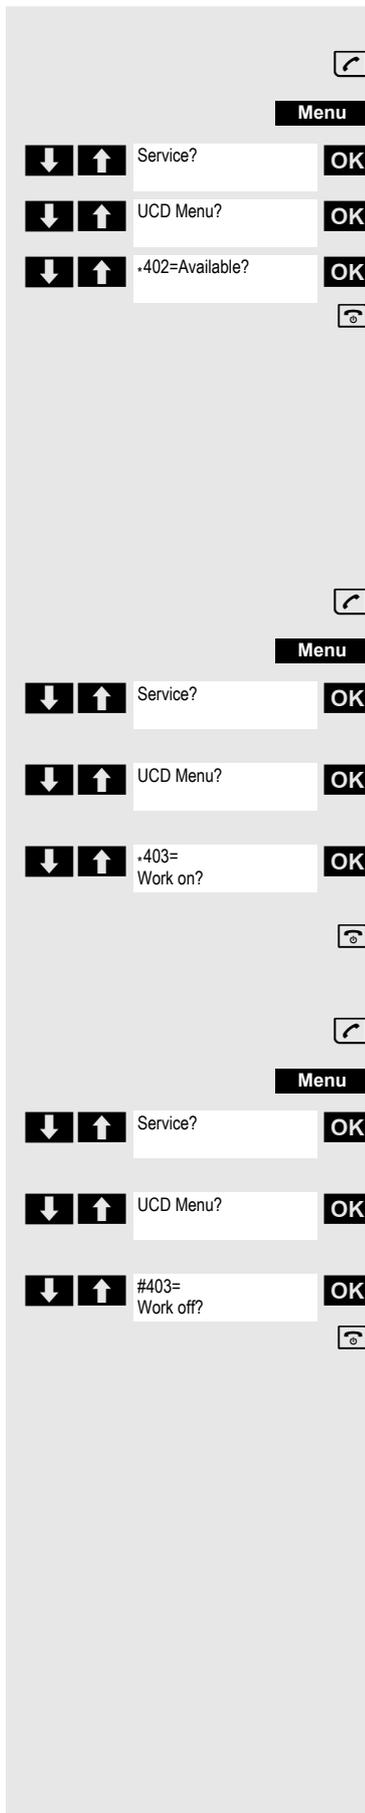 Menu
Service? OK
UCD Menu? OK
*402=Available? OK
Menu
Service? OK
UCD Menu? OK
*403= OK
Work on?
Menu
Service? OK
UCD Menu? OK
#403= OK
Work off?